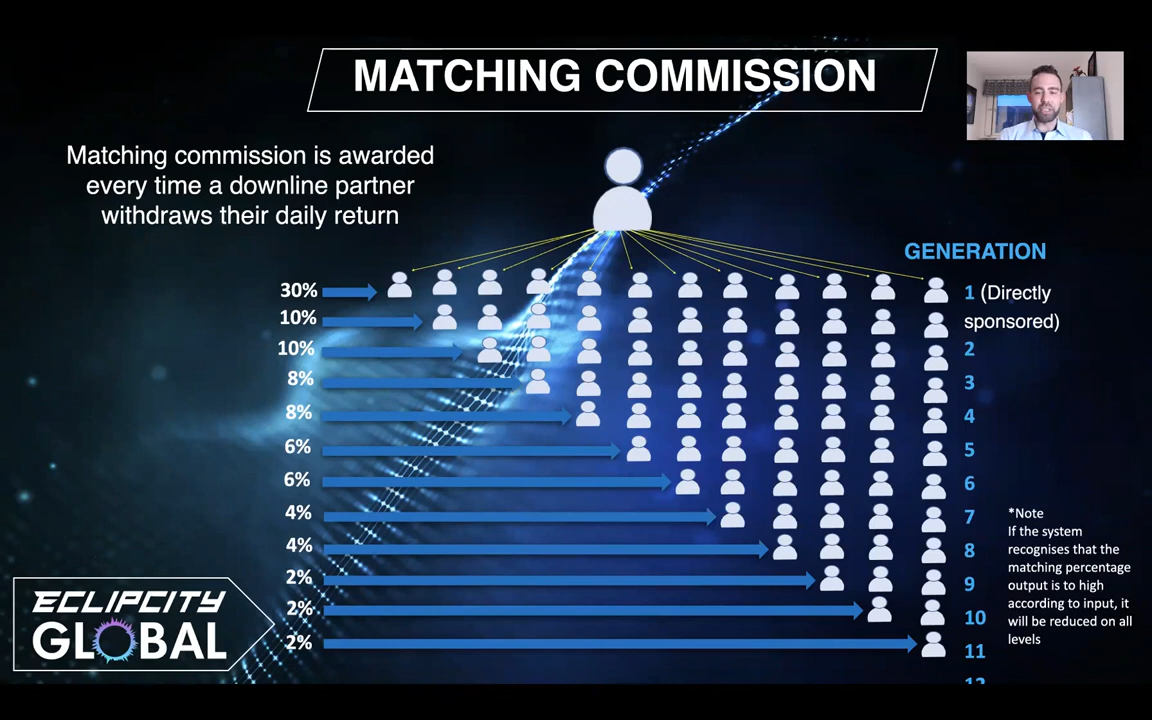 MATCHING COMMISSION
Matching commission is awarded
every time a downline partner
withdraws their daily return
GENERATION
30%
1 (Directly
sponsored)
10%
10%
2
8%
3
8%
4
6%
5
6%
6
4%
7
4%
8
2%
9
2%
10
2%
11
12
*Note
If the system
recognises that the
matching percentage
output is to high
according to input, it
will be reduced on all
levels
ECLIPCITY
GLOBAL